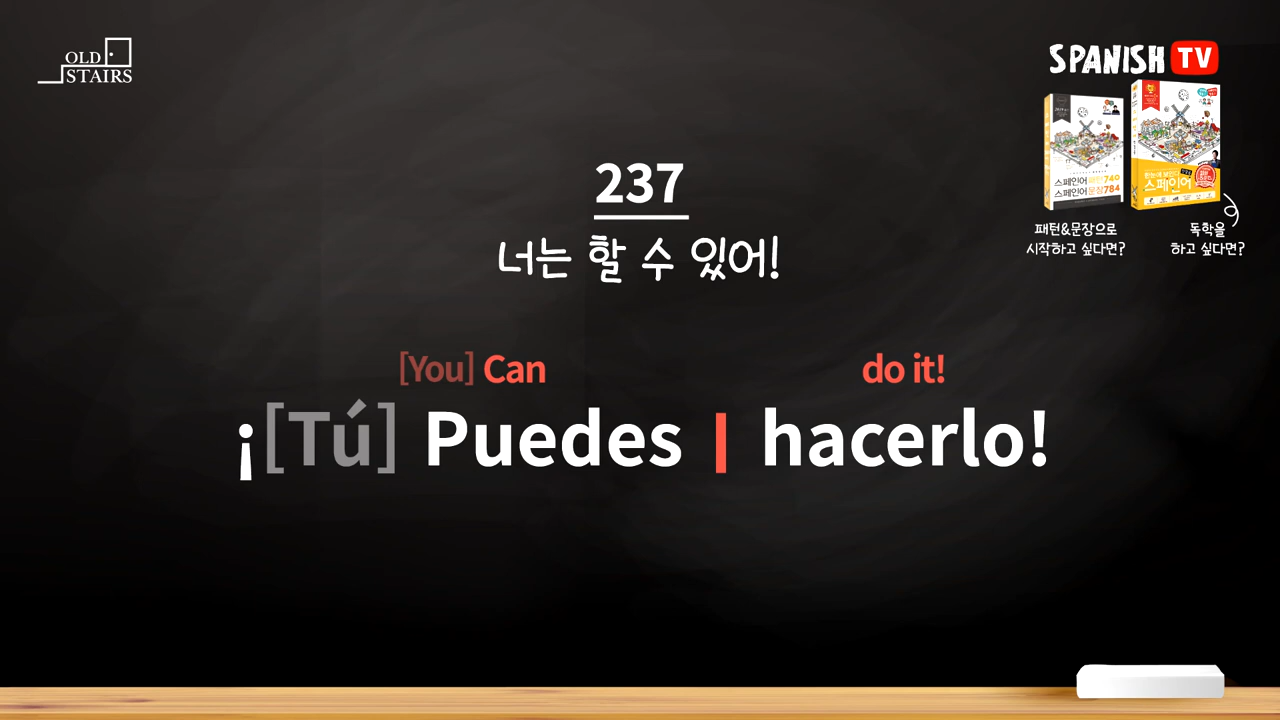 OLD
STAIRS
SPANISH TV
스페인어 패턴740
스페인어 문장784
스페인어
패턴&문장으로
시작하고 싶다면?
독학을
하고 싶다면?
237
너는 할 수 있어!
[You] Can do it!
¡[Tú] Puedes | hacerlo!